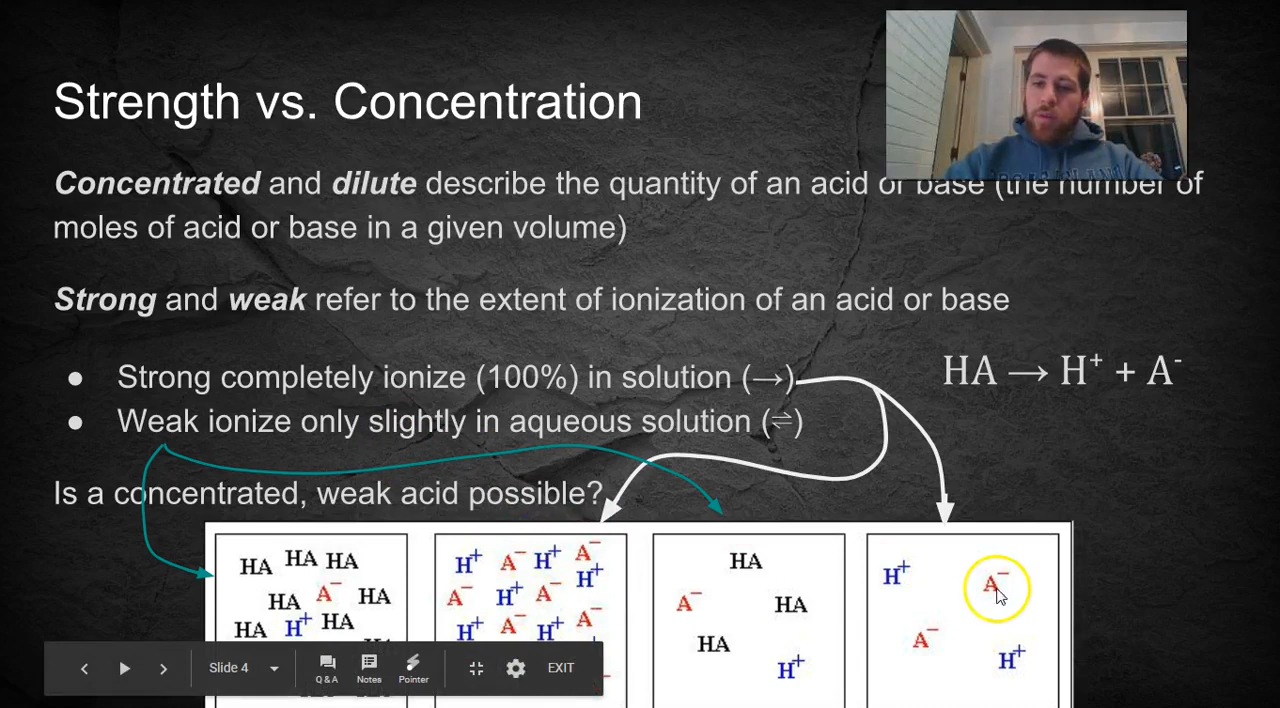 Strength vs. Concentration
Concentrated and dilute describe the quantity of an acid or base (the number of
moles of acid or base in a given volume)
Strong and weak refer to the extent of ionization of an acid or base
● Strong completely ionize (100%) in solution (→)
HA → H⁺ + A⁻
● Weak ionize only slightly in aqueous solution (⇌)
Is a concentrated, weak acid possible?
HA HA HA
HA A⁻ HA
HA H⁺ HA
H⁺ A⁻ H⁺ A⁻
H⁺
A⁻ H⁺ A⁻
H⁺ A⁻ H⁺ A⁻
HA
A⁻ HA
HA
H⁺
H⁺ A⁻
A⁻
H⁺
Slide 4
Q & A Notes Pointer
EXIT